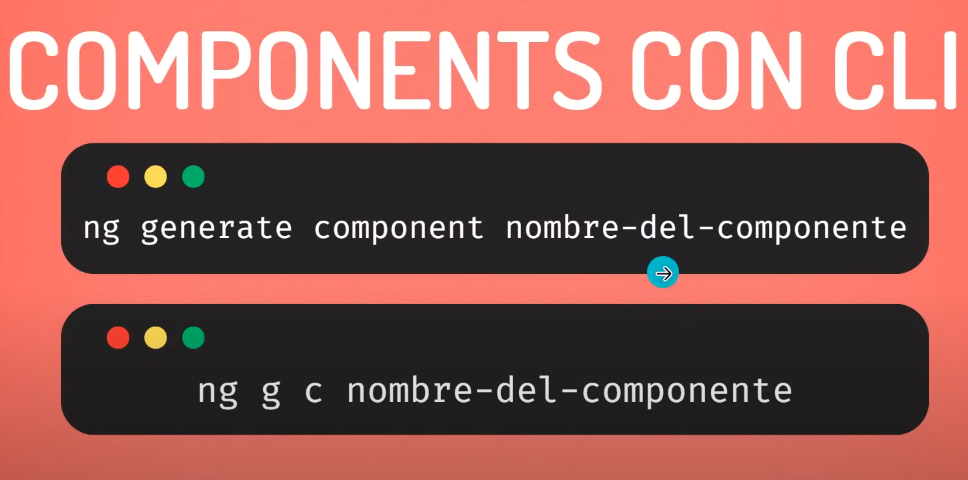 COMPONENTS CON CLI
ng generate component nombre-del-componente
ng g c nombre-del-componente